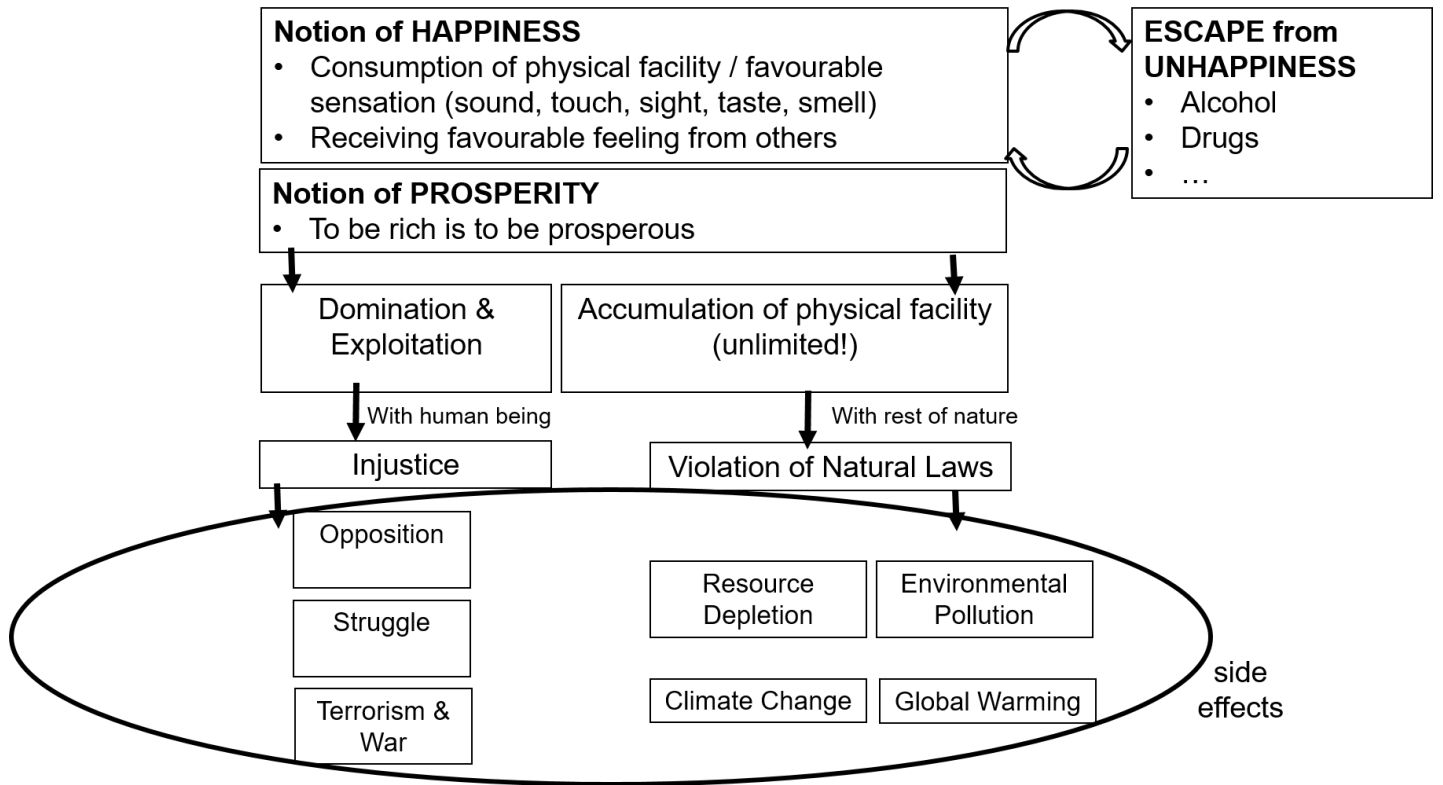 Notion of HAPPINESS
• Consumption of physical facility / favourable
sensation (sound, touch, sight, taste, smell)
• Receiving favourable feeling from others
ESCAPE from
UNHAPPINESS
• Alcohol
• Drugs
• …
Notion of PROSPERITY
• To be rich is to be prosperous
Domination &
Exploitation
Accumulation of physical facility
(unlimited!)
With human being
With rest of nature
Injustice
Violation of Natural Laws
Opposition
Struggle
Terrorism &
War
Resource
Depletion
Environmental
Pollution
Climate Change
Global Warming
side
effects